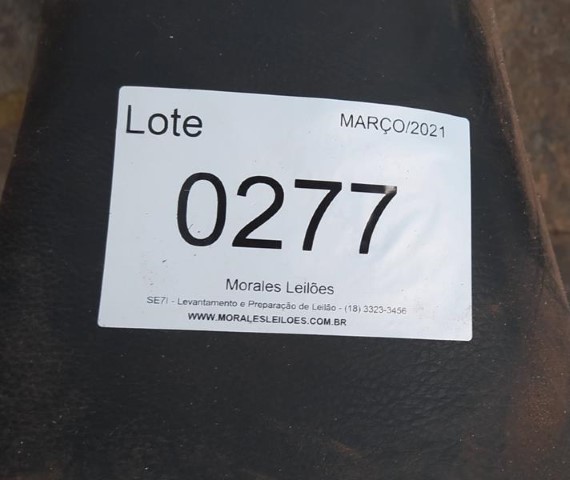 Lote MARÇO/2021
0277
Morales Leilões
SE7i - Levantamento e Preparação de Leilão - (18) 3323-3456
WWW.MORALESLEILOES.COM.BR